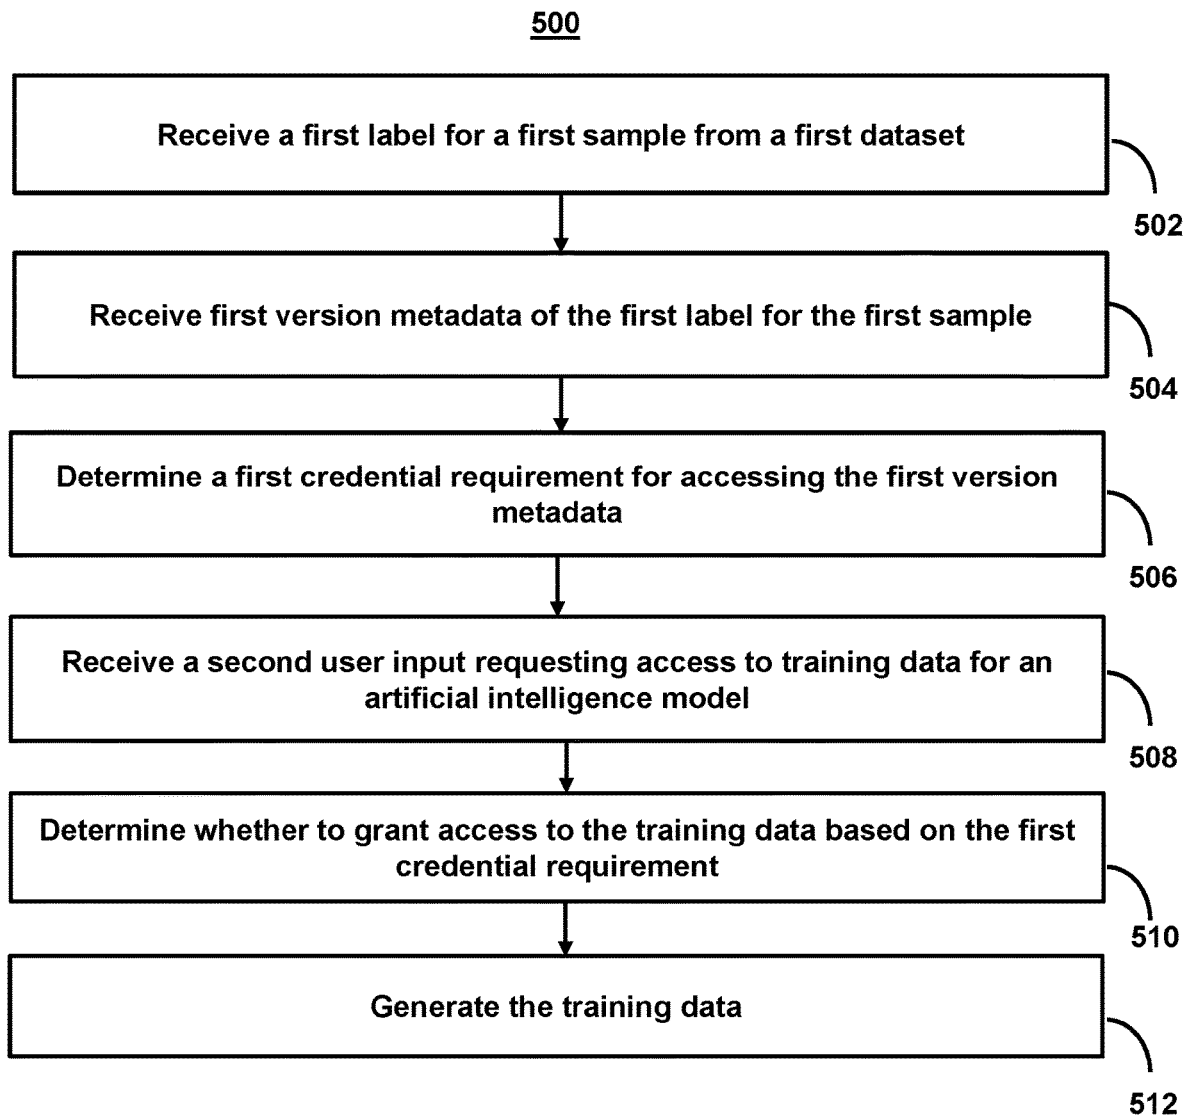 500
Receive a first label for a first sample from a first dataset
502
Receive first version metadata of the first label for the first sample
504
Determine a first credential requirement for accessing the first version
metadata
506
Receive a second user input requesting access to training data for an
artificial intelligence model
508
Determine whether to grant access to the training data based on the first
credential requirement
510
Generate the training data
512